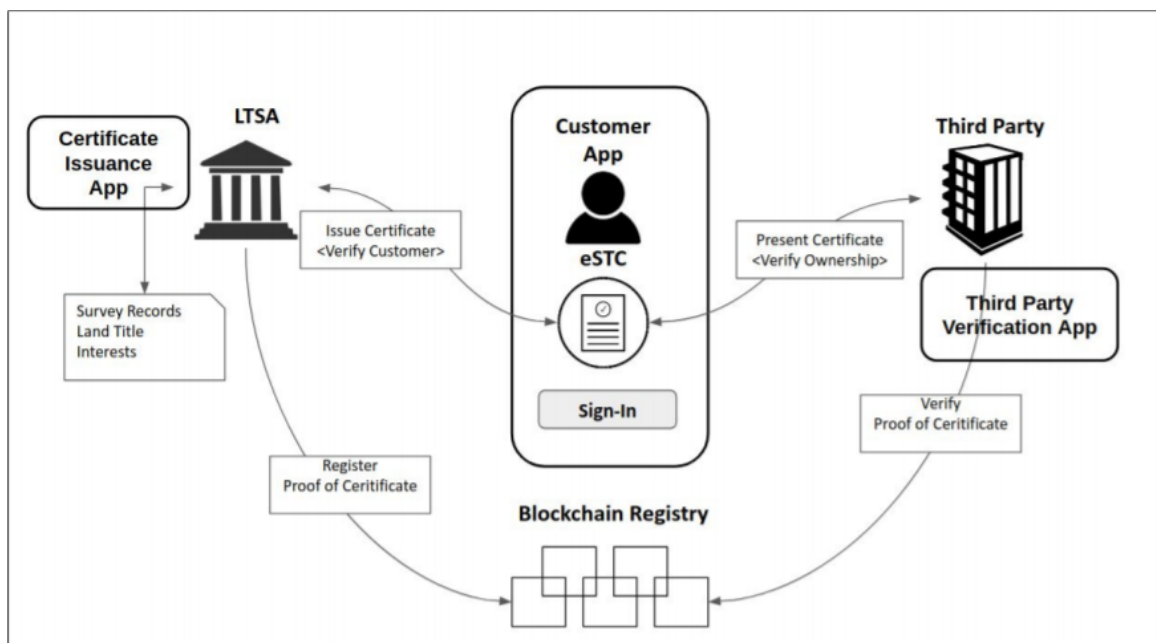 LTSA
Certificate
Issuance
App
Survey Records
Land Title
Interests
Issue Certificate
<Verify Customer>
Customer
App
eSTC
Sign-In
Present Certificate
<Verify Ownership>
Third Party
Third Party
Verification App
Verify
Proof of Ceritificate
Register
Proof of Ceritificate
Blockchain Registry